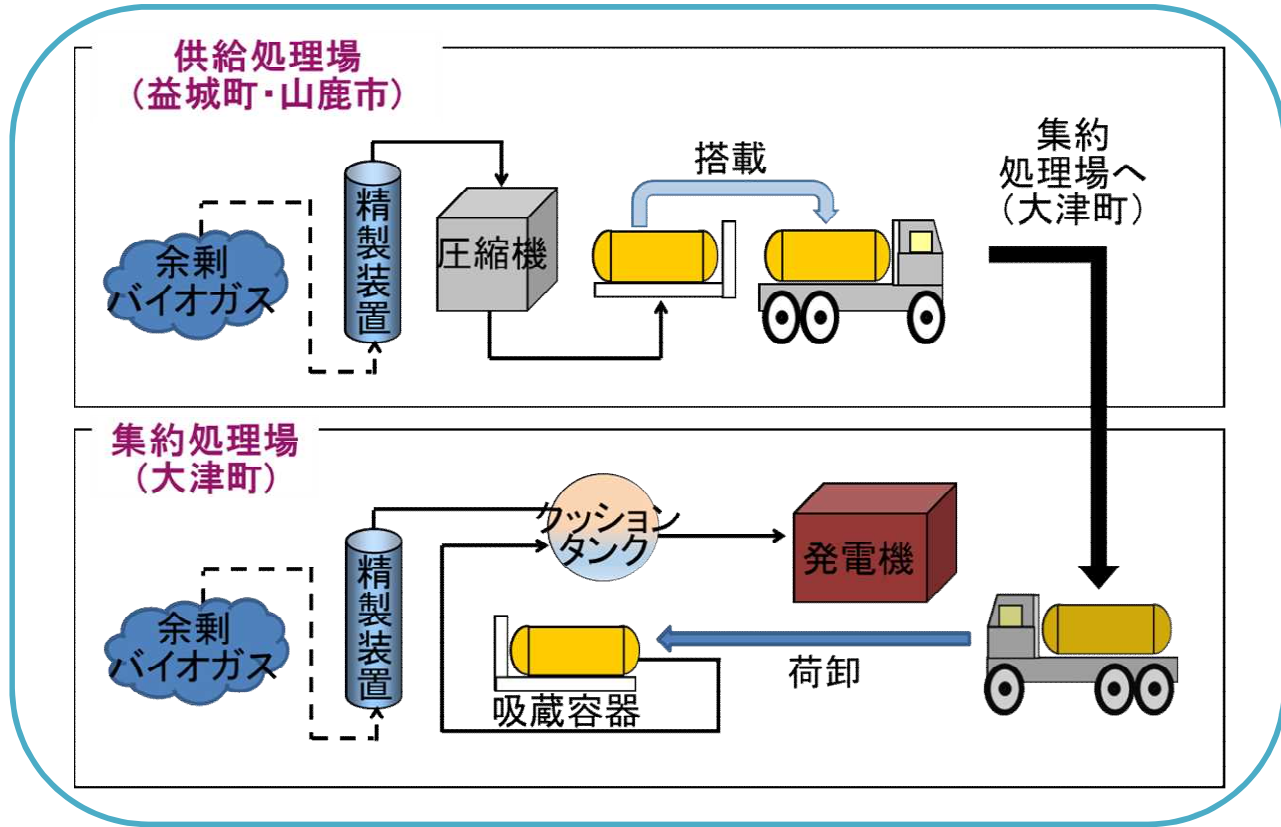 供給処理場
（益城町・山鹿市）
余剰
バイオガス
精製装置
圧縮機
搭載
集約
処理場へ
（大津町）
集約処理場
（大津町）
余剰
バイオガス
精製装置
クッション
タンク
発電機
吸蔵容器
荷卸